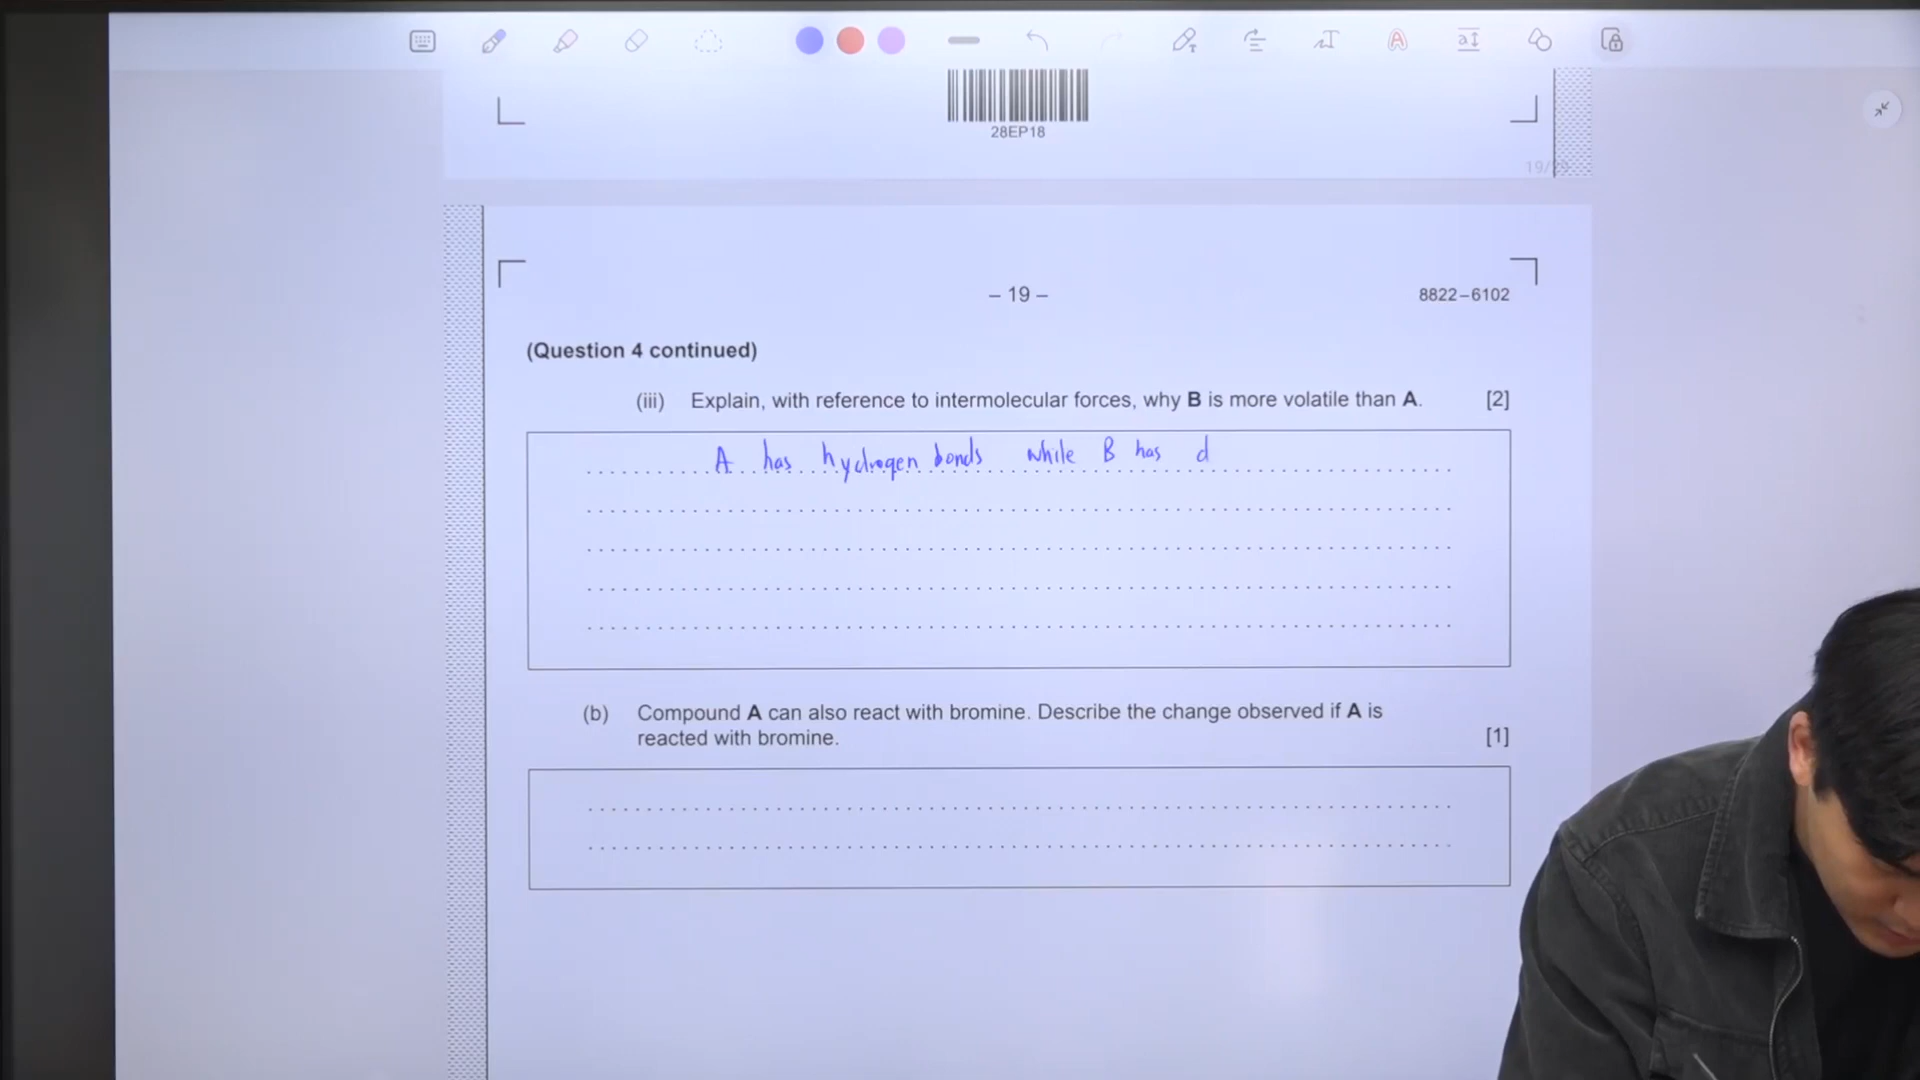 28EP18
– 19 –
8822–6102
(Question 4 continued)
(iii) Explain, with reference to intermolecular forces, why B is more volatile than A. [2]
A has hydrogen bonds while B has d
(b) Compound A can also react with bromine. Describe the change observed if A is
reacted with bromine. [1]